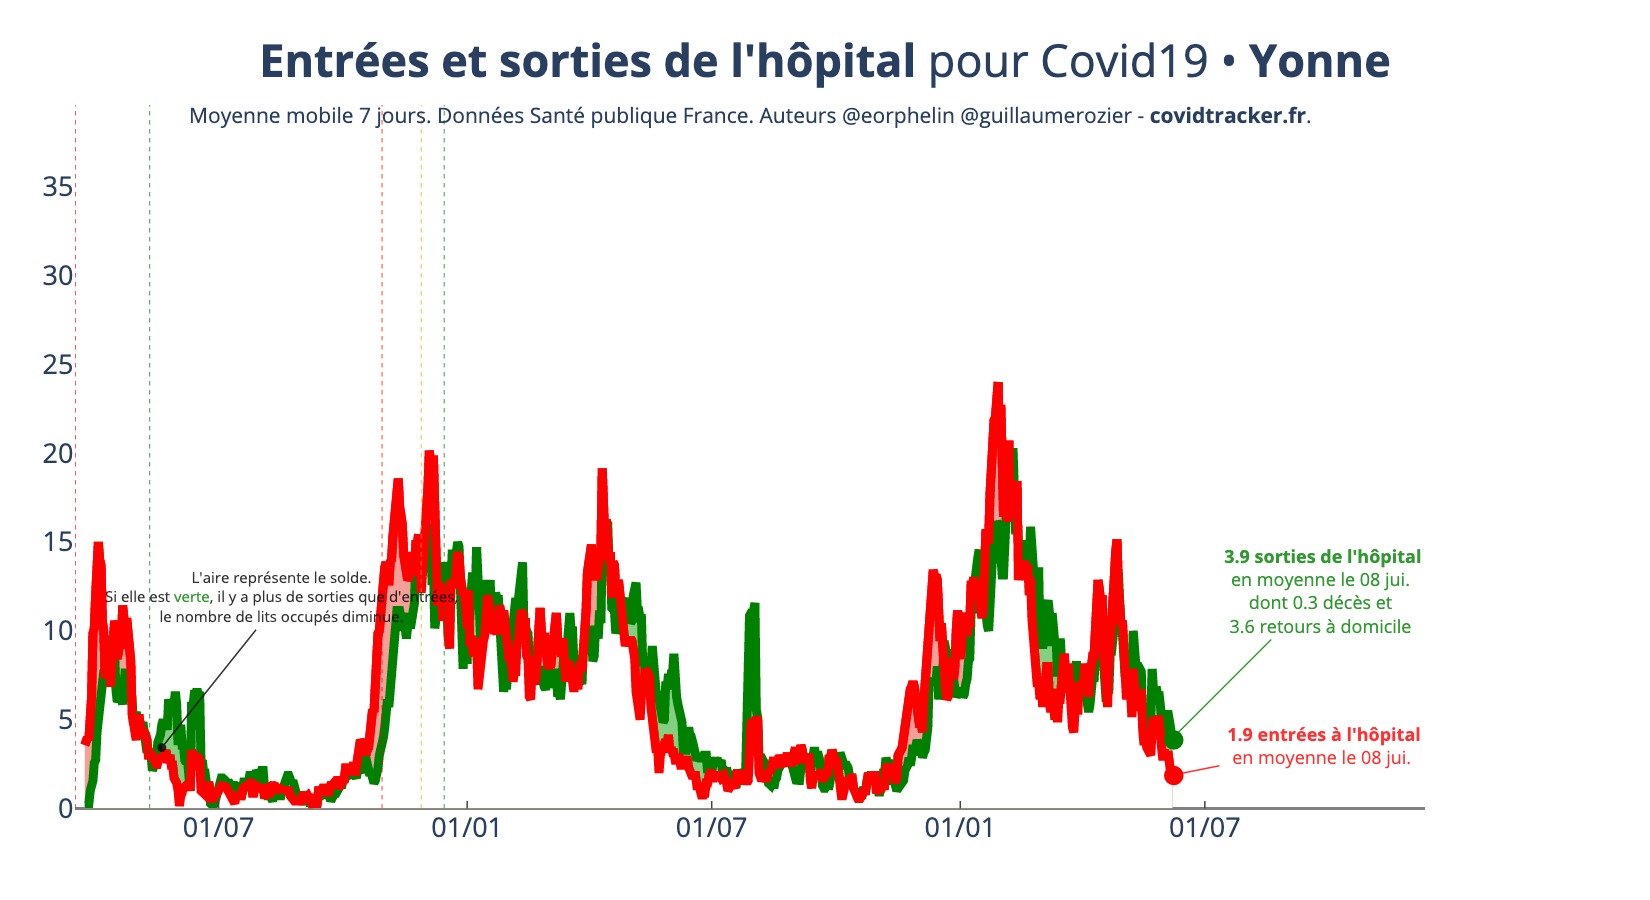 Entrées et sorties de l'hôpital pour Covid19 • Yonne
Moyenne mobile 7 jours. Données Santé publique France. Auteurs @eorphelin @guillaumerozier - covidtracker.fr.
35
30
25
20
15
10
5
0
L'aire représente le solde.
Si elle est verte, il y a plus de sorties que d'entrées,
le nombre de lits occupés diminue.
3.9 sorties de l'hôpital
en moyenne le 08 jui.
dont 0.3 décès et
3.6 retours à domicile
1.9 entrées à l'hôpital
en moyenne le 08 jui.
01/07
01/01
01/07
01/01
01/07